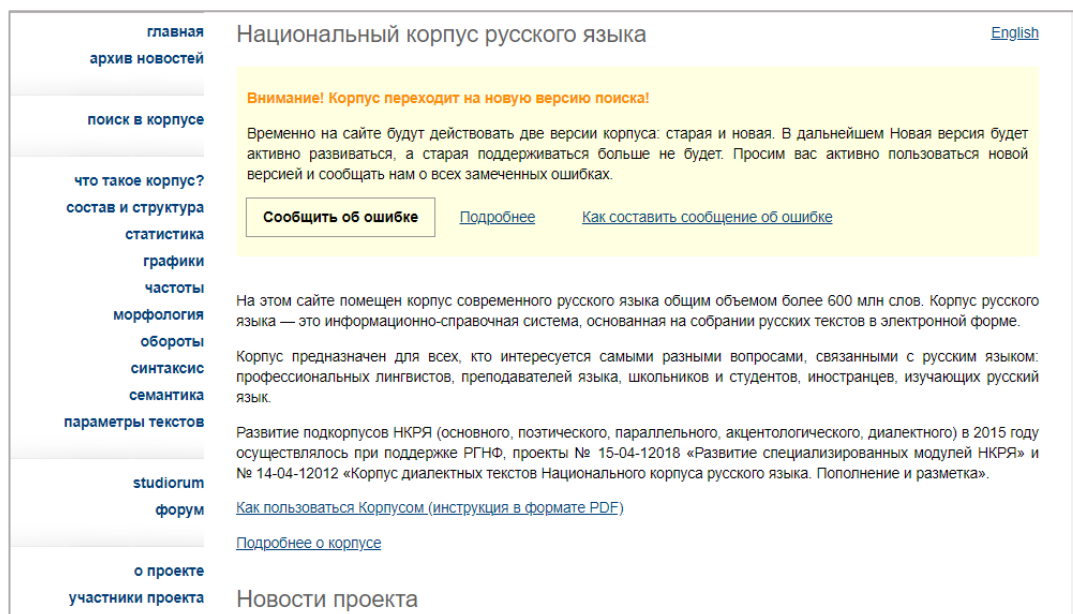 главная
архив новостей
поиск в корпусе
что такое корпус?
состав и структура
статистика
графики
частоты
морфология
обороты
синтаксис
семантика
параметры текстов
studiorum
форум
о проекте
участники проекта
Национальный корпус русского языка
English
Внимание! Корпус переходит на новую версию поиска!
Временно на сайте будут действовать две версии корпуса: старая и новая. В дальнейшем Новая версия будет
активно развиваться, а старая поддерживаться больше не будет. Просим вас активно пользоваться новой
версией и сообщать нам о всех замеченных ошибках.
Сообщить об ошибке Подробнее Как составить сообщение об ошибке
На этом сайте помещен корпус современного русского языка общим объемом более 600 млн слов. Корпус русского
языка — это информационно-справочная система, основанная на собрании русских текстов в электронной форме.
Корпус предназначен для всех, кто интересуется самыми разными вопросами, связанными с русским языком:
профессиональных лингвистов, преподавателей языка, школьников и студентов, иностранцев, изучающих русский
язык.
Развитие подкорпусов НКРЯ (основного, поэтического, параллельного, акцентологического, диалектного) в 2015 году
осуществлялось при поддержке РГНФ, проекты № 15-04-12018 «Развитие специализированных модулей НКРЯ» и
№ 14-04-12012 «Корпус диалектных текстов Национального корпуса русского языка. Пополнение и разметка».
Как пользоваться Корпусом (инструкция в формате PDF)
Подробнее о корпусе
Новости проекта